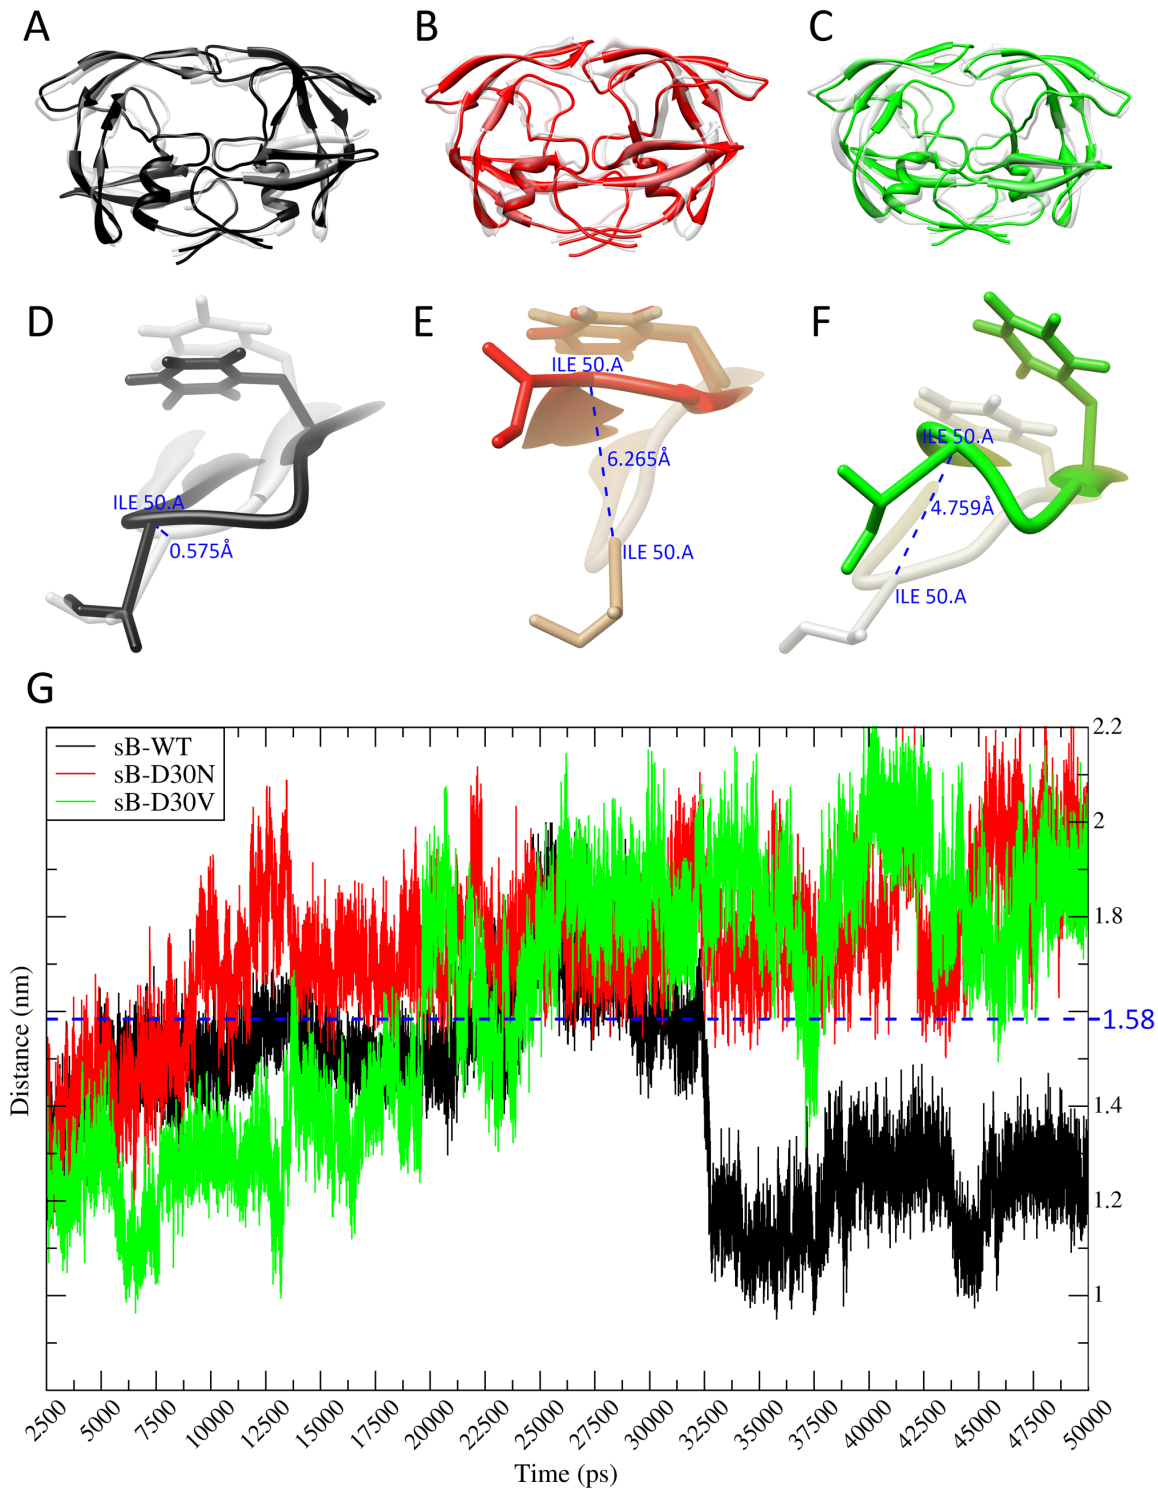 A
B
C
D
E
F
ILE 50.A
0.575Å
ILE 50.A
6.265Å
ILE 50.A
ILE 50.A
4.759Å
ILE 50.A
G
sB-WT
sB-D30N
sB-D30V
2.2
2
1.8
1.58
1.4
1.2
1
Distance (nm)
2500 5000 7500 10000 12500 15000 17500 20000 22500 25000 27500 30000 32500 35000 37500 40000 42500 45000 47500 50000
Time (ps)